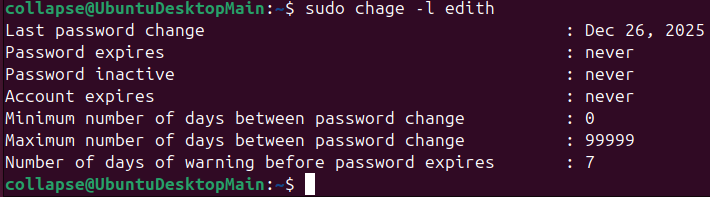 collapse@UbuntuDesktopMain:~$ sudo chage -l edith
Last password change : Dec 26, 2025
Password expires : never
Password inactive : never
Account expires : never
Minimum number of days between password change : 0
Maximum number of days between password change : 99999
Number of days of warning before password expires : 7
collapse@UbuntuDesktopMain:~$